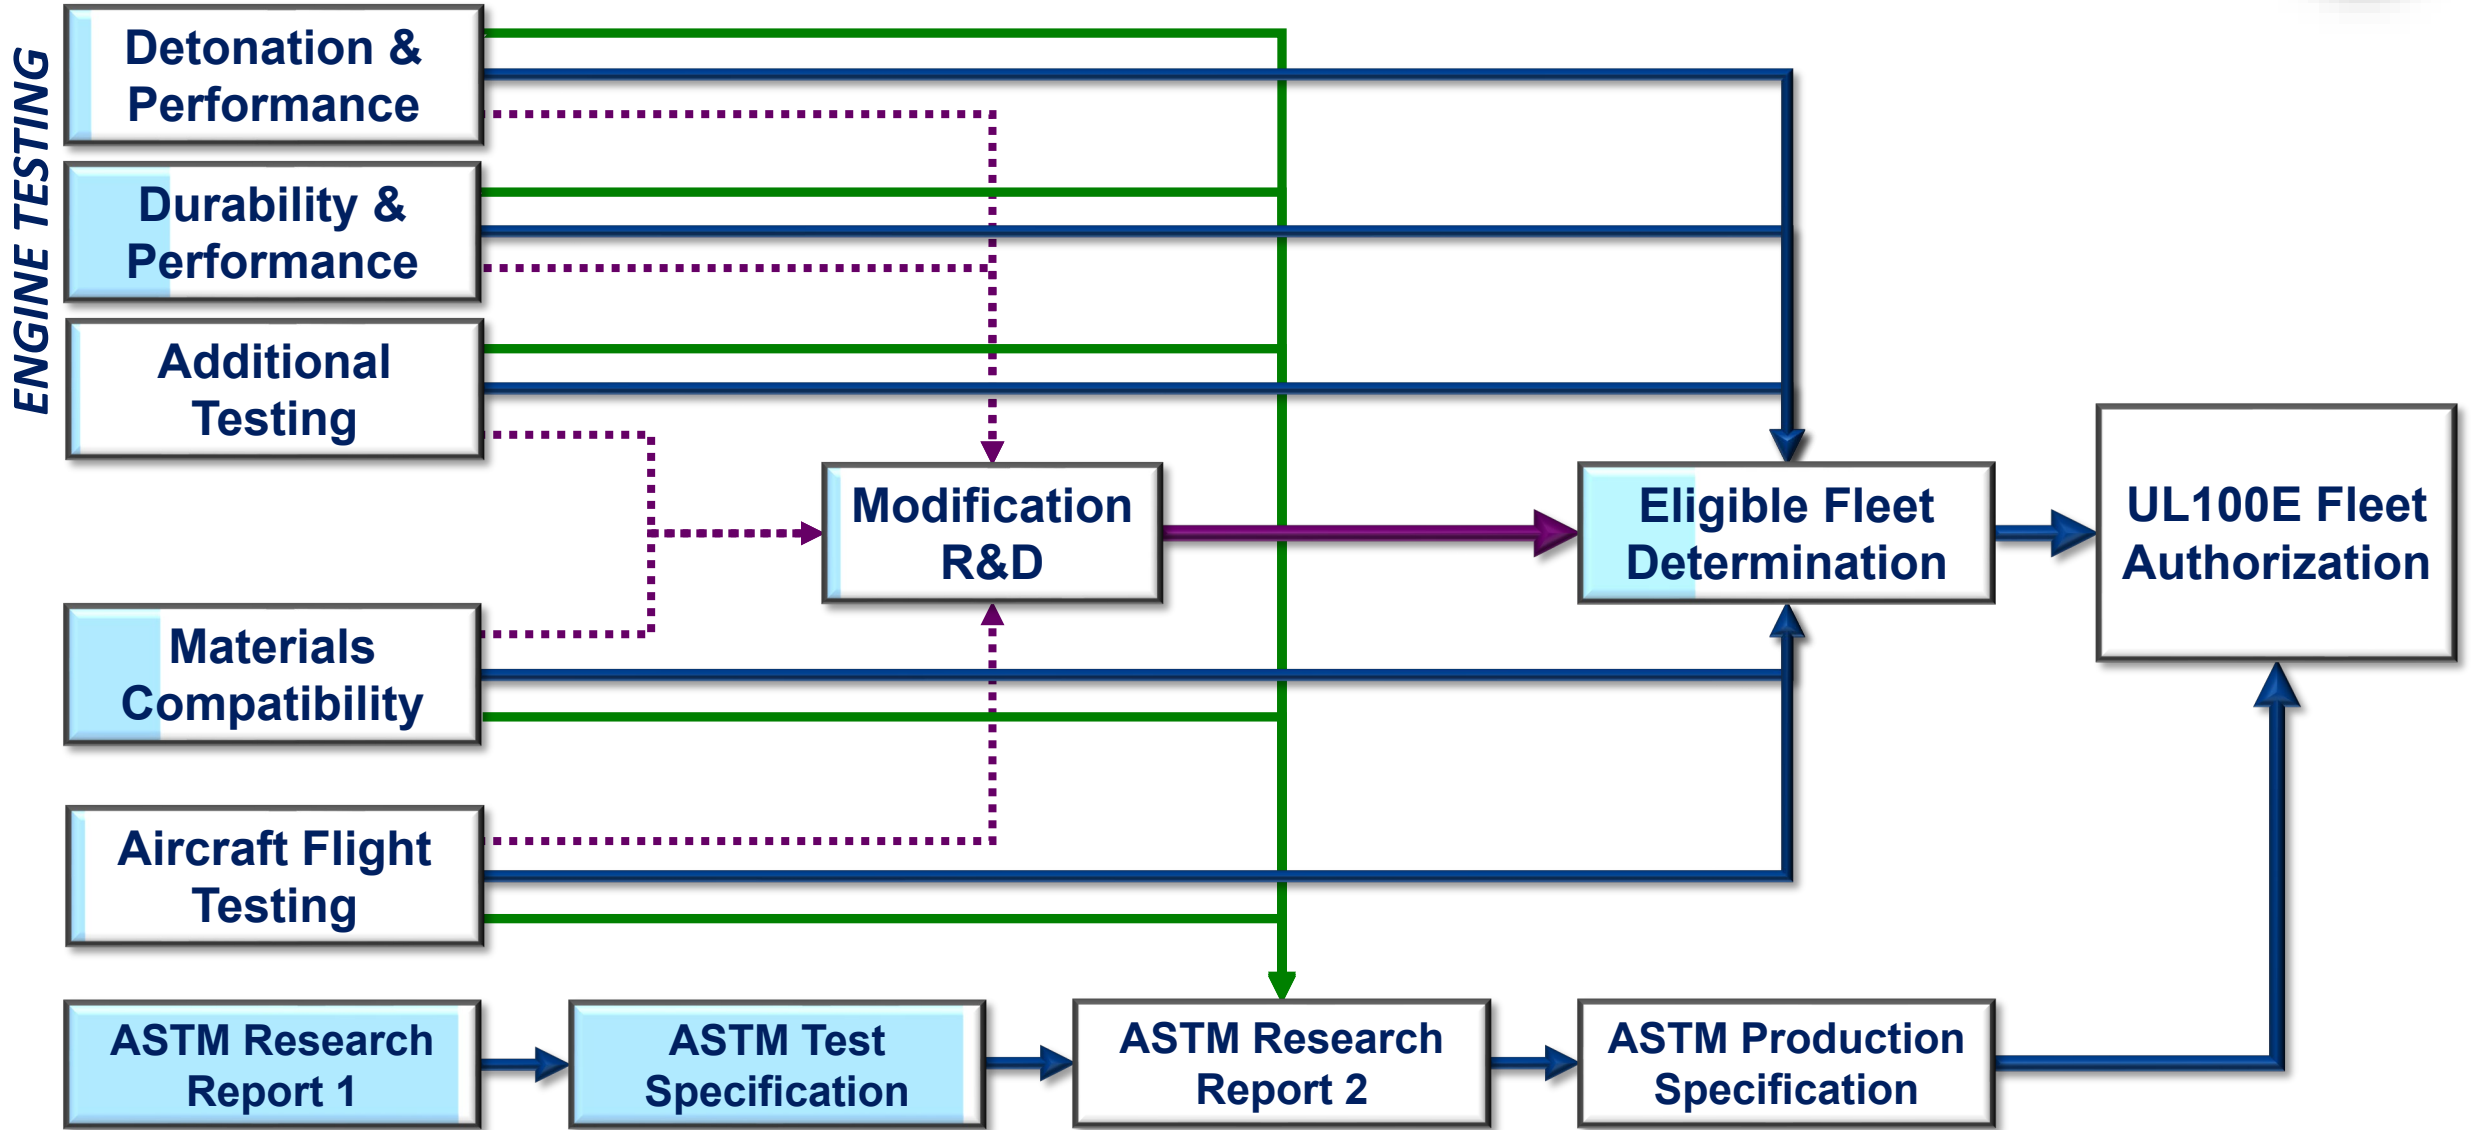 ENGINE TESTING
Detonation &
Performance
Durability &
Performance
Additional
Testing
Modification
R&D
Eligible Fleet
Determination
UL100E Fleet
Authorization
Materials
Compatibility
Aircraft Flight
Testing
ASTM Research
Report 1
ASTM Test
Specification
ASTM Research
Report 2
ASTM Production
Specification